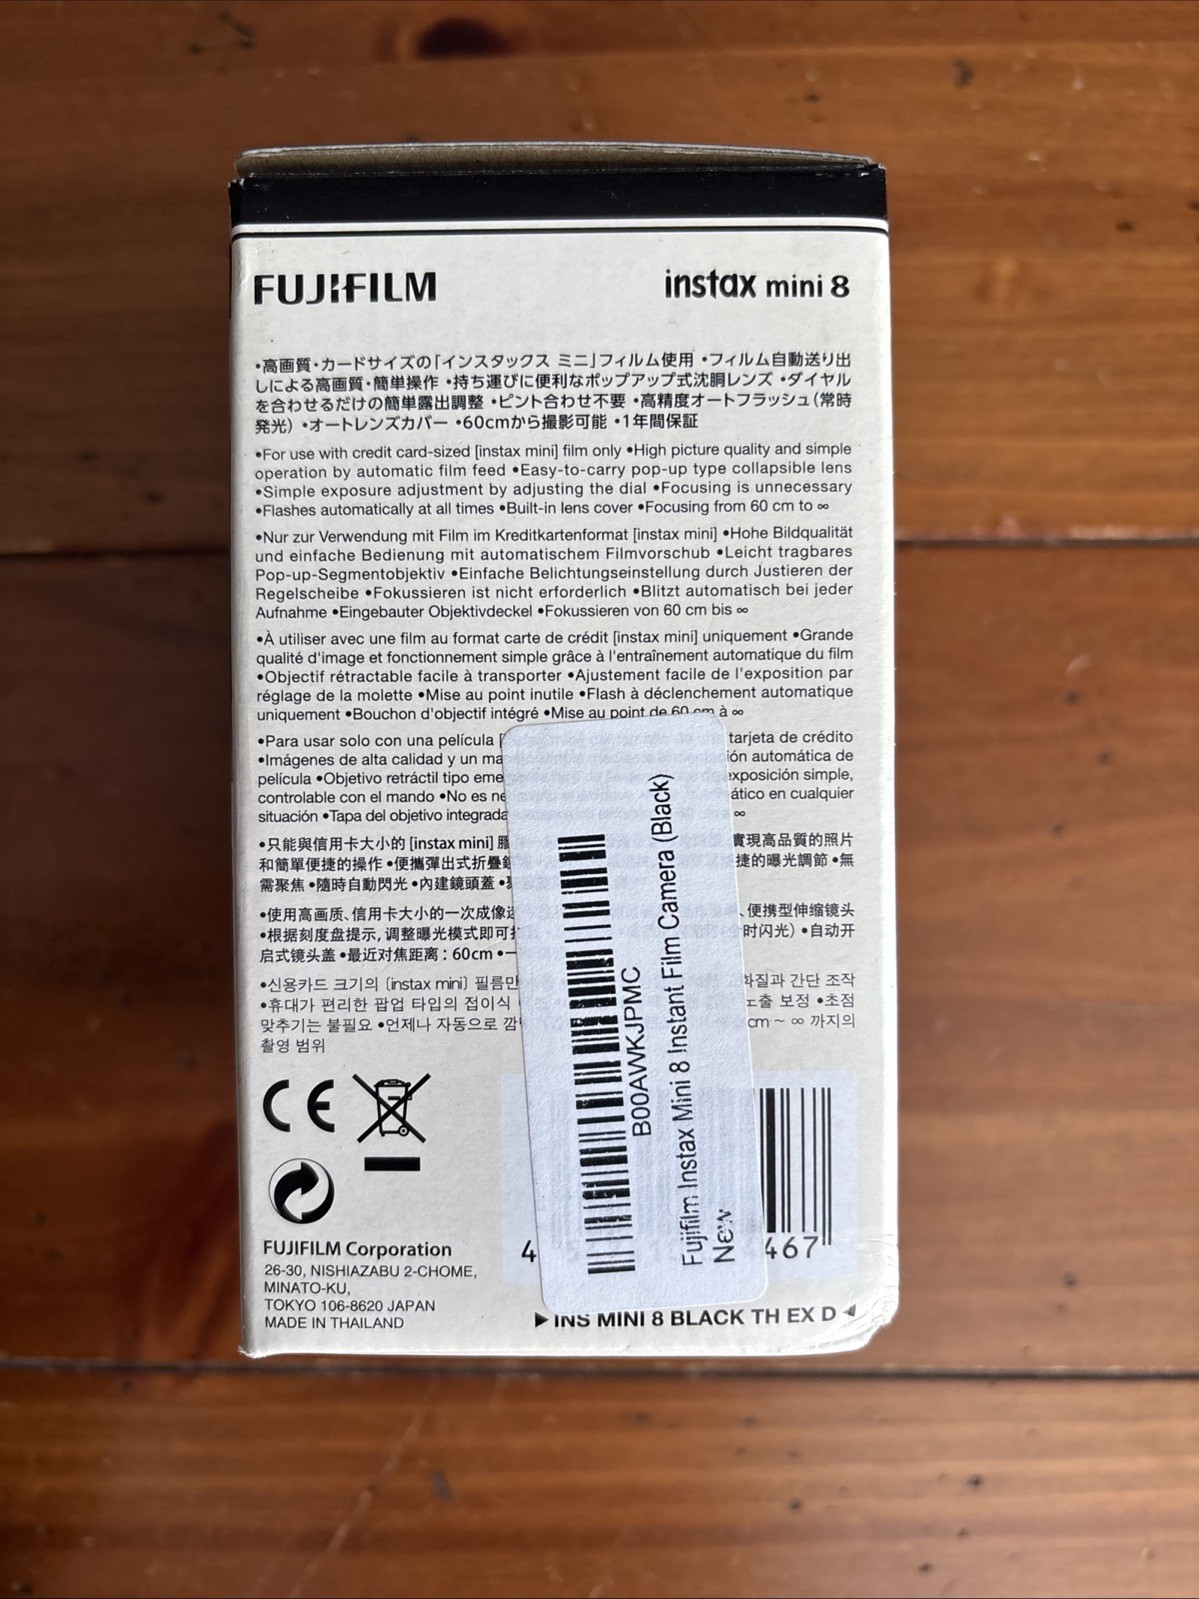 FUJIFILM
instax mini 8
•高画質・カードサイズの「インスタックス ミニ」フィルム使用 •フィルム自動送り出
しによる高画質・簡単操作 •持ち運びに便利なポップアップ式沈胴レンズ •ダイヤル
を合わせるだけの簡単露出調整 •ピント合わせ不要 •高精度オートフラッシュ(常時
発光) •オートレンズカバー •60cmから撮影可能 •1年間保証
•For use with credit card-sized [instax mini] film only •High picture quality and simple
operation by automatic film feed •Easy-to-carry pop-up type collapsible lens
•Simple exposure adjustment by adjusting the dial •Focusing is unnecessary
•Flashes automatically at all times •Built-in lens cover •Focusing from 60 cm to ∞
•Nur zur Verwendung mit Film im Kreditkartenformat [instax mini] •Hohe Bildqualität
und einfache Bedienung mit automatischem Filmvorschub •Leicht tragbares
Pop-up-Segmentobjektiv •Einfache Belichtungseinstellung durch Justieren der
Regelscheibe •Fokussieren ist nicht erforderlich •Blitzt automatisch bei jeder
Aufnahme •Eingebauter Objektivdeckel •Fokussieren von 60 cm bis ∞
•À utiliser avec une film au format carte de crédit [instax mini] uniquement •Grande
qualité d'image et fonctionnement simple grâce à l'entraînement automatique du film
•Objectif rétractable facile à transporter •Ajustement facile de l'exposition par
réglage de la molette •Mise au point inutile •Flash à déclenchement automatique
uniquement •Bouchon d'objectif intégré •Mise au point de 60 cm à ∞
•Para usar solo con una película tarjeta de crédito
•Imágenes de alta calidad y un automática de
película •Objetivo retráctil tipo exposición simple,
controlable con el mando •No es en cualquier
situación •Tapa del objetivo integrada ∞
•只能與信用卡大小的 [instax mini] 實現高品質的照片
和簡單便捷的操作 •便攜彈出式折疊 捷的曝光調節 •無
需聚焦 •隨時自動閃光 •內建鏡頭蓋
•使用高画质、信用卡大小的一次成像 、便携型伸缩镜头
•根据刻度盘提示, 调整曝光模式即可 时闪光) •自动开
启式镜头盖 •最近对焦距离 : 60cm
•신용카드 크기의 [instax mini] 필름만 화질과 간단 조작
•휴대가 편리한 팝업 타입의 접이식 노출 보정 •초점
맞추기는 불필요 •언제나 자동으로 cm ~ ∞ 까지의
촬영 범위
CE
FUJIFILM Corporation
26-30, NISHIAZABU 2-CHOME,
MINATO-KU,
TOKYO 106-8620 JAPAN
MADE IN THAILAND
4 467
INS MINI 8 BLACK TH EX D
B00AWKJPMC
Fujifilm Instax Mini 8 Instant Film Camera (Black)
New